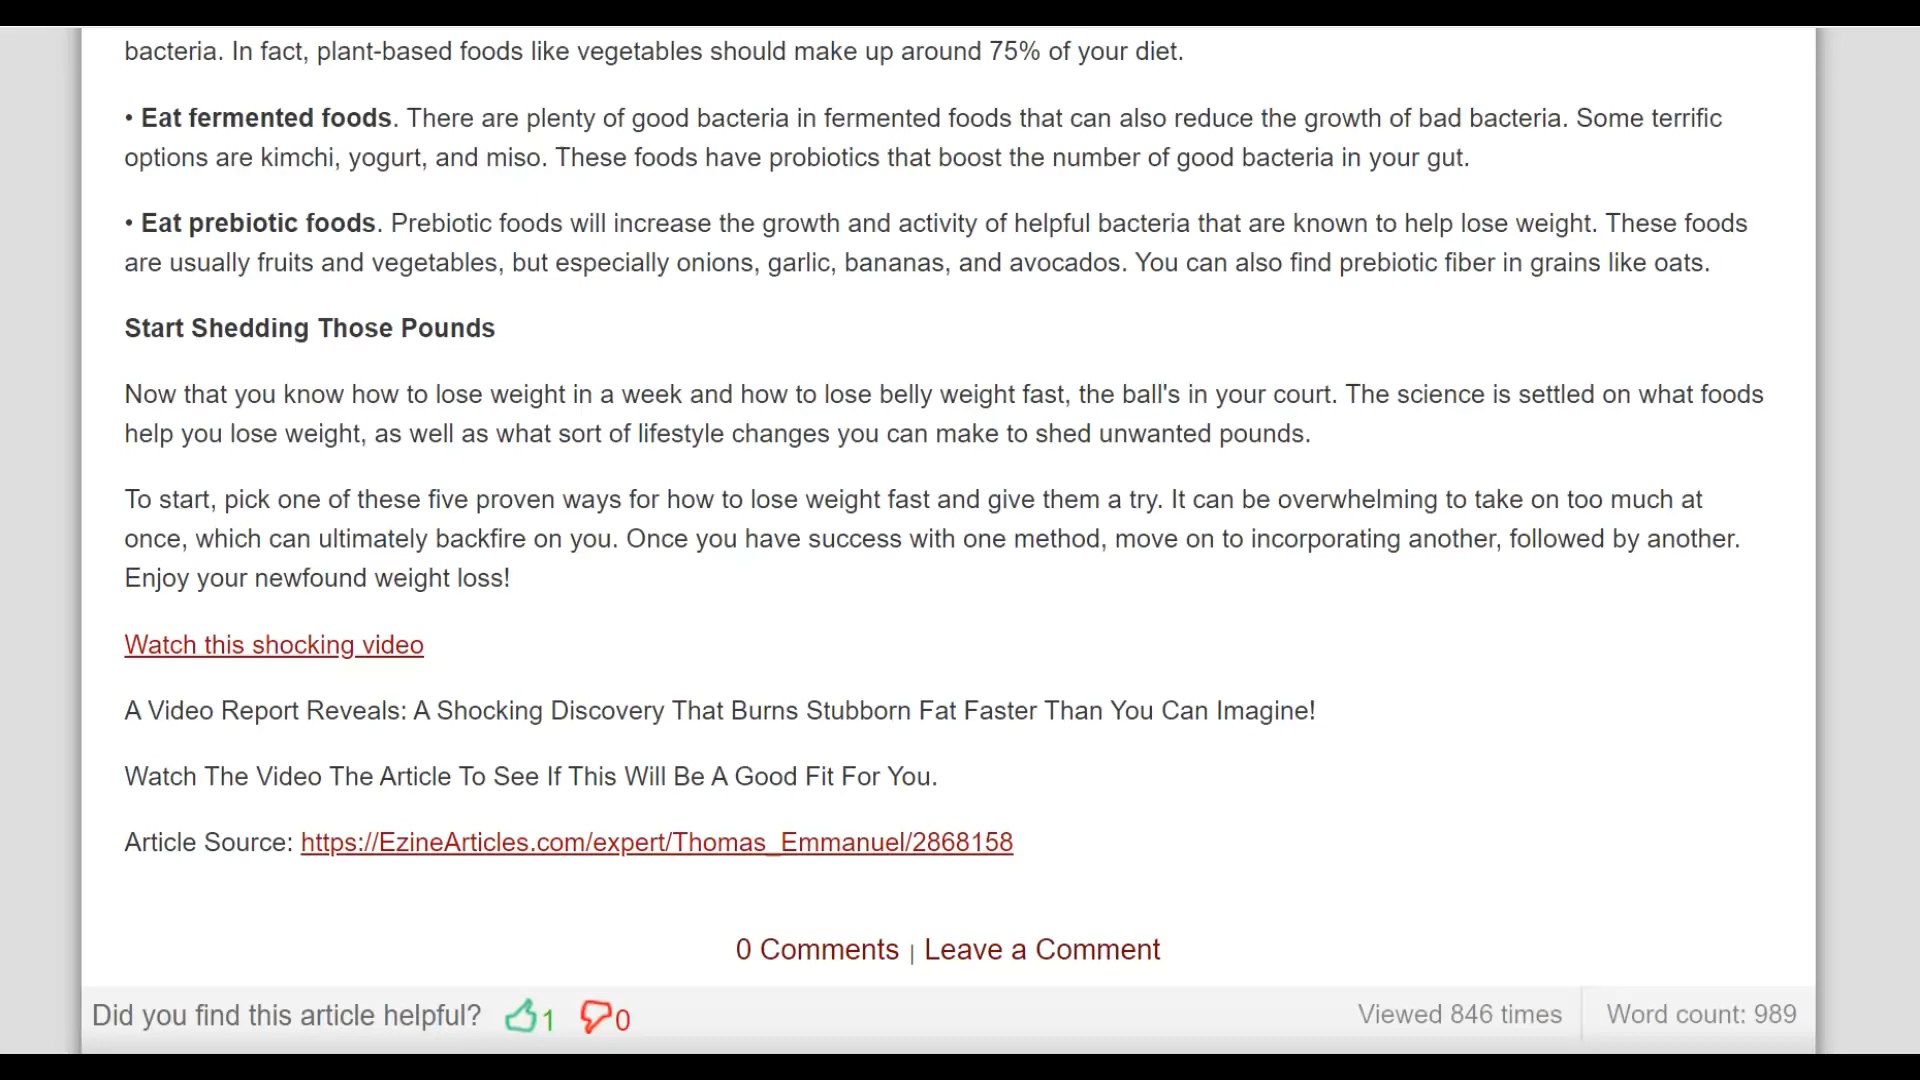 bacteria. In fact, plant-based foods like vegetables should make up around 75% of your diet.
• Eat fermented foods. There are plenty of good bacteria in fermented foods that can also reduce the growth of bad bacteria. Some terrific
options are kimchi, yogurt, and miso. These foods have probiotics that boost the number of good bacteria in your gut.
• Eat prebiotic foods. Prebiotic foods will increase the growth and activity of helpful bacteria that are known to help lose weight. These foods
are usually fruits and vegetables, but especially onions, garlic, bananas, and avocados. You can also find prebiotic fiber in grains like oats.
Start Shedding Those Pounds
Now that you know how to lose weight in a week and how to lose belly weight fast, the ball's in your court. The science is settled on what foods
help you lose weight, as well as what sort of lifestyle changes you can make to shed unwanted pounds.
To start, pick one of these five proven ways for how to lose weight fast and give them a try. It can be overwhelming to take on too much at
once, which can ultimately backfire on you. Once you have success with one method, move on to incorporating another, followed by another.
Enjoy your newfound weight loss!
Watch this shocking video
A Video Report Reveals: A Shocking Discovery That Burns Stubborn Fat Faster Than You Can Imagine!
Watch The Video The Article To See If This Will Be A Good Fit For You.
Article Source: https://EzineArticles.com/expert/Thomas_Emmanuel/2868158
0 Comments | Leave a Comment
Did you find this article helpful? 1 0 Viewed 846 times Word count: 989